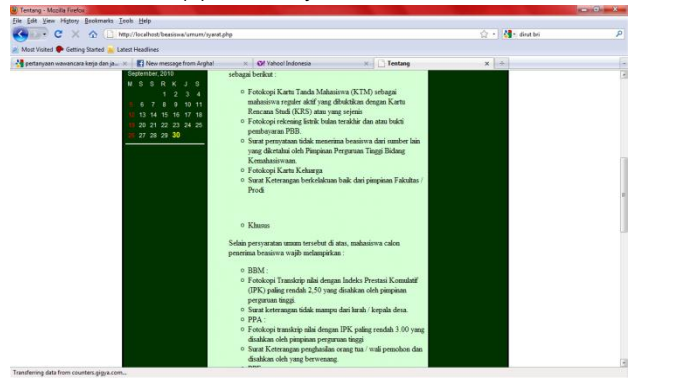 Tentang - Mozilla Firefox
File Edit View History Bookmarks Tools Help
http://localhost/beasiswa/umum/syarat.php
dirut bri
Most Visited Getting Started Latest Headlines
pertanyaan wawancara kerja dan ja...
New message from Argha!
Yahoo! Indonesia
Tentang
September, 2010
M S S R K J S
1 2 3 4
5 6 7 8 9 10 11
12 13 14 15 16 17 18
19 20 21 22 23 24 25
26 27 28 29 30
sebagai berikut :
Fotokopi Kartu Tanda Mahasiswa (KTM) sebagai
mahasiswa reguler aktif yang dibuktikan dengan Kartu
Rencana Studi (KRS) atau yang sejenis
Fotokopi rekening listrik bulan terakhir dan atau bukti
pembayaran PBB.
Surat pernyataan tidak menerima beasiswa dari sumber lain
yang diketahui oleh Pimpinan Perguruan Tinggi Bidang
Kemahasiswaan.
Fotokopi Kartu Keluarga
Surat Keterangan berkelakuan baik dari pimpinan Fakultas /
Prodi
Khusus
Selain persyaratan umum tersebut di atas, mahasiswa calon
penerima beasiswa wajib melampirkan :
BBM :
Fotokopi Transkrip nilai dengan Indeks Prestasi Komulatif
(IPK) paling rendah 2,50 yang disahkan oleh pimpinan
perguruan tinggi.
Surat keterangan tidak mampu dari lurah / kepala desa.
PPA :
Fotokopi transkrip nilai dengan IPK paling rendah 3.00 yang
disahkan oleh pimpinan perguruan tinggi
Surat Keterangan penghasilan orang tua / wali pemohon dan
disahkan oleh yang berwenang.
Transferring data from counters.gigya.com...